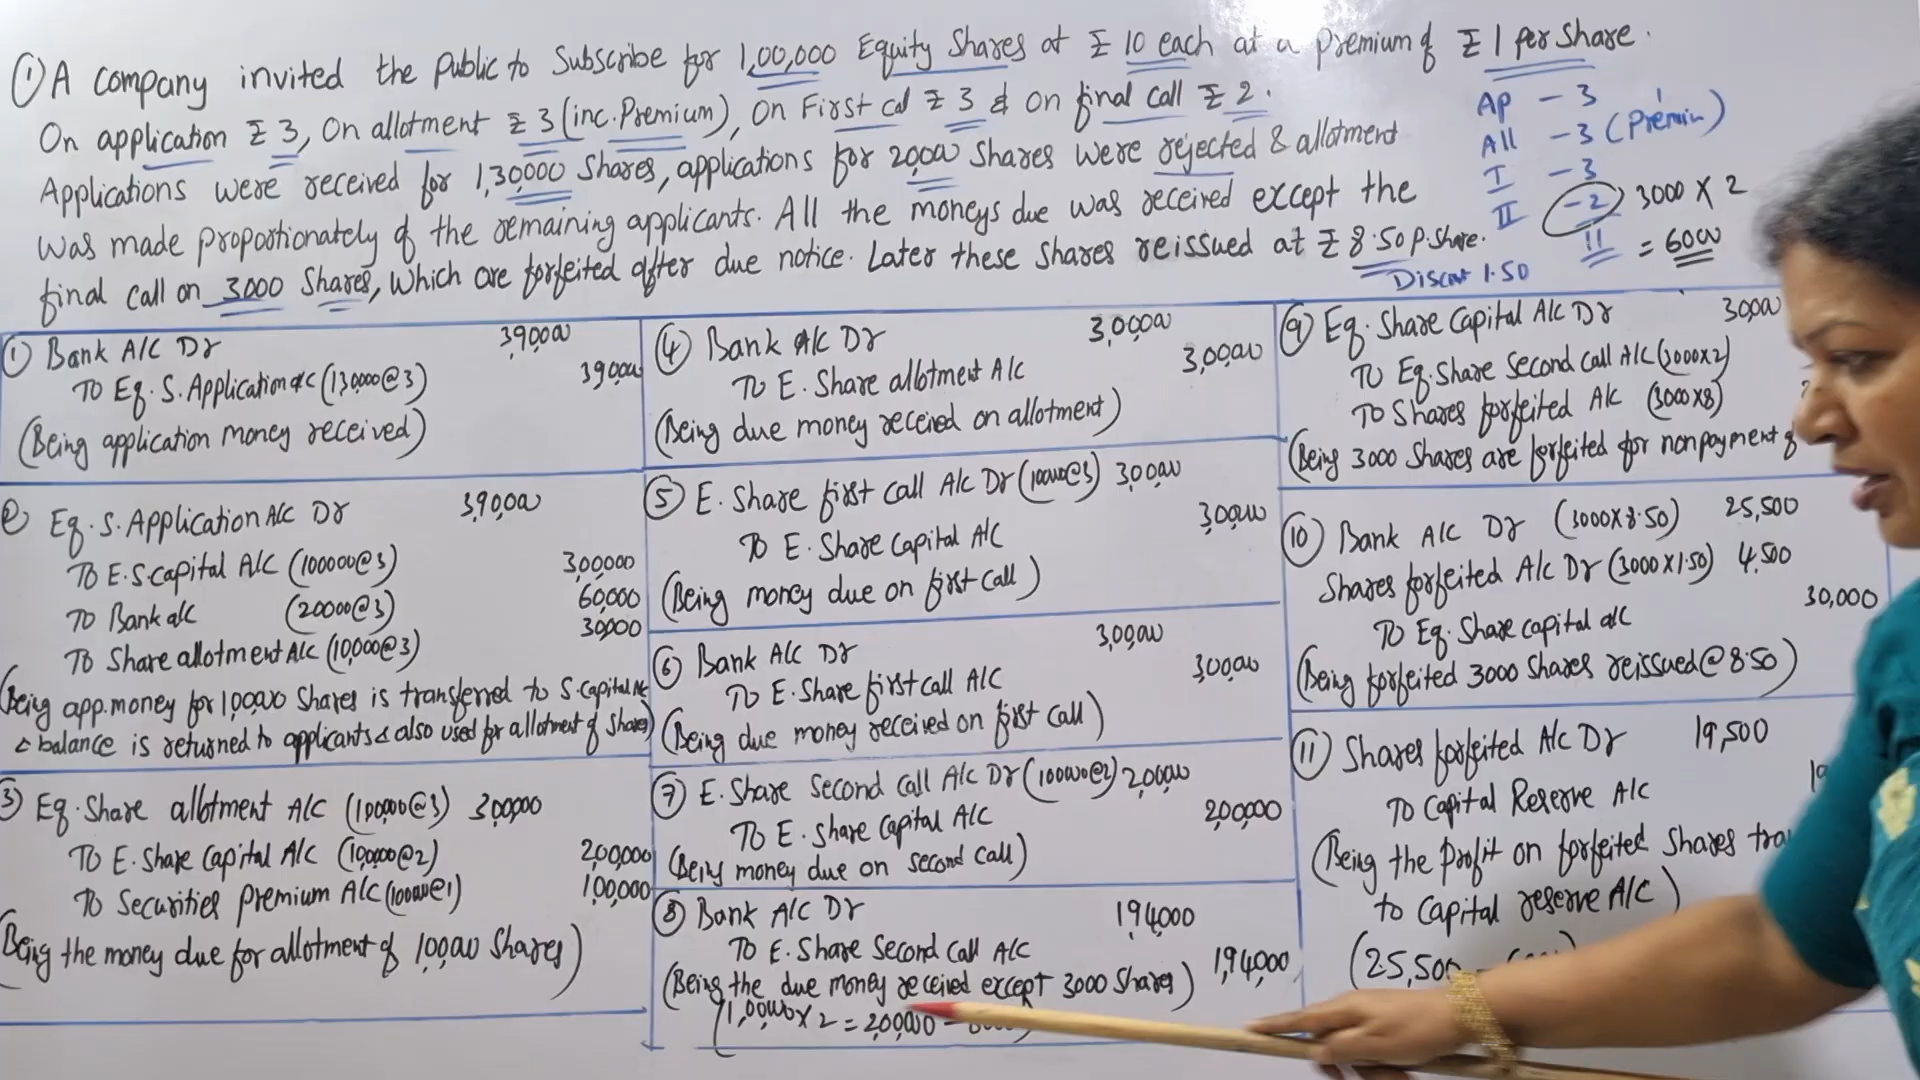 ① A company invited the public to subscribe for 1,00,000 Equity Shares at ₹ 10 each at a premium of ₹ 1 per share.
On application ₹ 3, On allotment ₹ 3 (inc. Premium), On First cal ₹ 3 & on final call ₹ 2.
Applications were received for 1,30,000 Shares, applications for 20,000 Shares were rejected & allotment
was made proportionately of the remaining applicants. All the moneys due was received except the
final call on 3000 Shares, which are forfeited after due notice. Later these shares reissued at ₹ 8.50 P. Share.
Ap - 3
All - 3 (Premium) 1
I - 3
II - 2 3000 X 2
11 = 6000
Discount 1.50
① Bank A/C Dr 3,90,000
To Eq. S. Application A/C (1,30,000@3) 3,90,000
(Being application money received)
② Eq. S. Application A/C Dr 3,90,000
To E.S. capital A/C (100000@3) 3,00,000
To Bank a/c (20000@3) 60,000
To Share allotment A/C (10,000@3) 30,000
(Being app. money for 1,00,000 Shares is transferred to S. Capital A/c
& balance is returned to applicants & also used for allotment of shares)
③ Eq. Share allotment A/C (1,00,000@3) 3,00,000
To E. Share Capital A/C (1,00,000@2) 2,00,000
To Securities premium A/C (100000@1) 1,00,000
(Being the money due for allotment of 1,00,000 Shares)
④ Bank A/C Dr 3,00,000
To E. Share allotment A/C 3,00,000
(Being due money received on allotment)
⑤ E. Share first call A/c Dr (100000@3) 3,00,000
To E. Share Capital A/C 3,00,000
(Being money due on first call)
⑥ Bank A/C Dr 3,00,000
To E. Share first call A/C 3,00,000
(Being due money received on first call)
⑦ E. Share Second call A/c Dr (100000@2) 2,00,000
To E. Share capital A/C 2,00,000
(Being money due on second call)
⑧ Bank A/C Dr 1,94,000
To E. Share Second Call A/C 1,94,000
(Being the due money received except 3000 Shares)
(1,00,000 x 2 = 2,00,000 -
⑨ Eq. Share Capital A/c Dr 30,000
To Eq. Share Second call A/C (3000x2)
To Shares forfeited A/c (3000x8)
(Being 3000 Shares are forfeited for nonpayment of
⑩ Bank A/C Dr (3000X8.50) 25,500
Shares forfeited A/c Dr (3000X1.50) 4,500
To Eq. Share capital a/c 30,000
(Being forfeited 3000 Shares reissued @ 8.50)
⑪ Shares forfeited A/c Dr 19,500
To Capital Reserve A/c
(Being the profit on forfeited Shares
to Capital reserve A/C)
(25,500